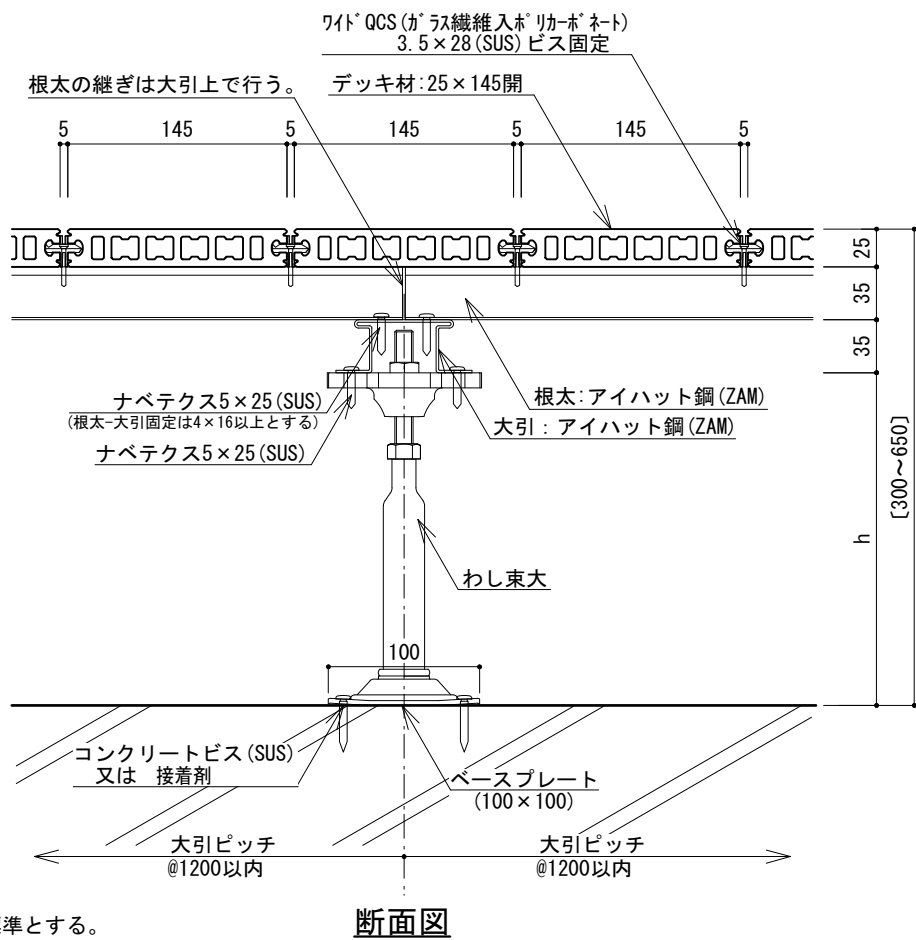 ワイド QCS(ガラス繊維入ポリカーボネート)
3.5×28(SUS)ビス固定
根太の継ぎは大引上で行う。
デッキ材:25×145開
5 145 5 145 5 145 5
25
35
35
ナベテクス5×25(SUS)
(根太-大引固定は4×16以上とする)
ナベテクス5×25(SUS)
根太:アイハット鋼(ZAM)
大引:アイハット鋼(ZAM)
[300~650]
h
わし束大
100
コンクリートビス(SUS)
又は 接着剤
ベースプレート
(100×100)
大引ピッチ
@1200以内
大引ピッチ
@1200以内
準とする。
断面図